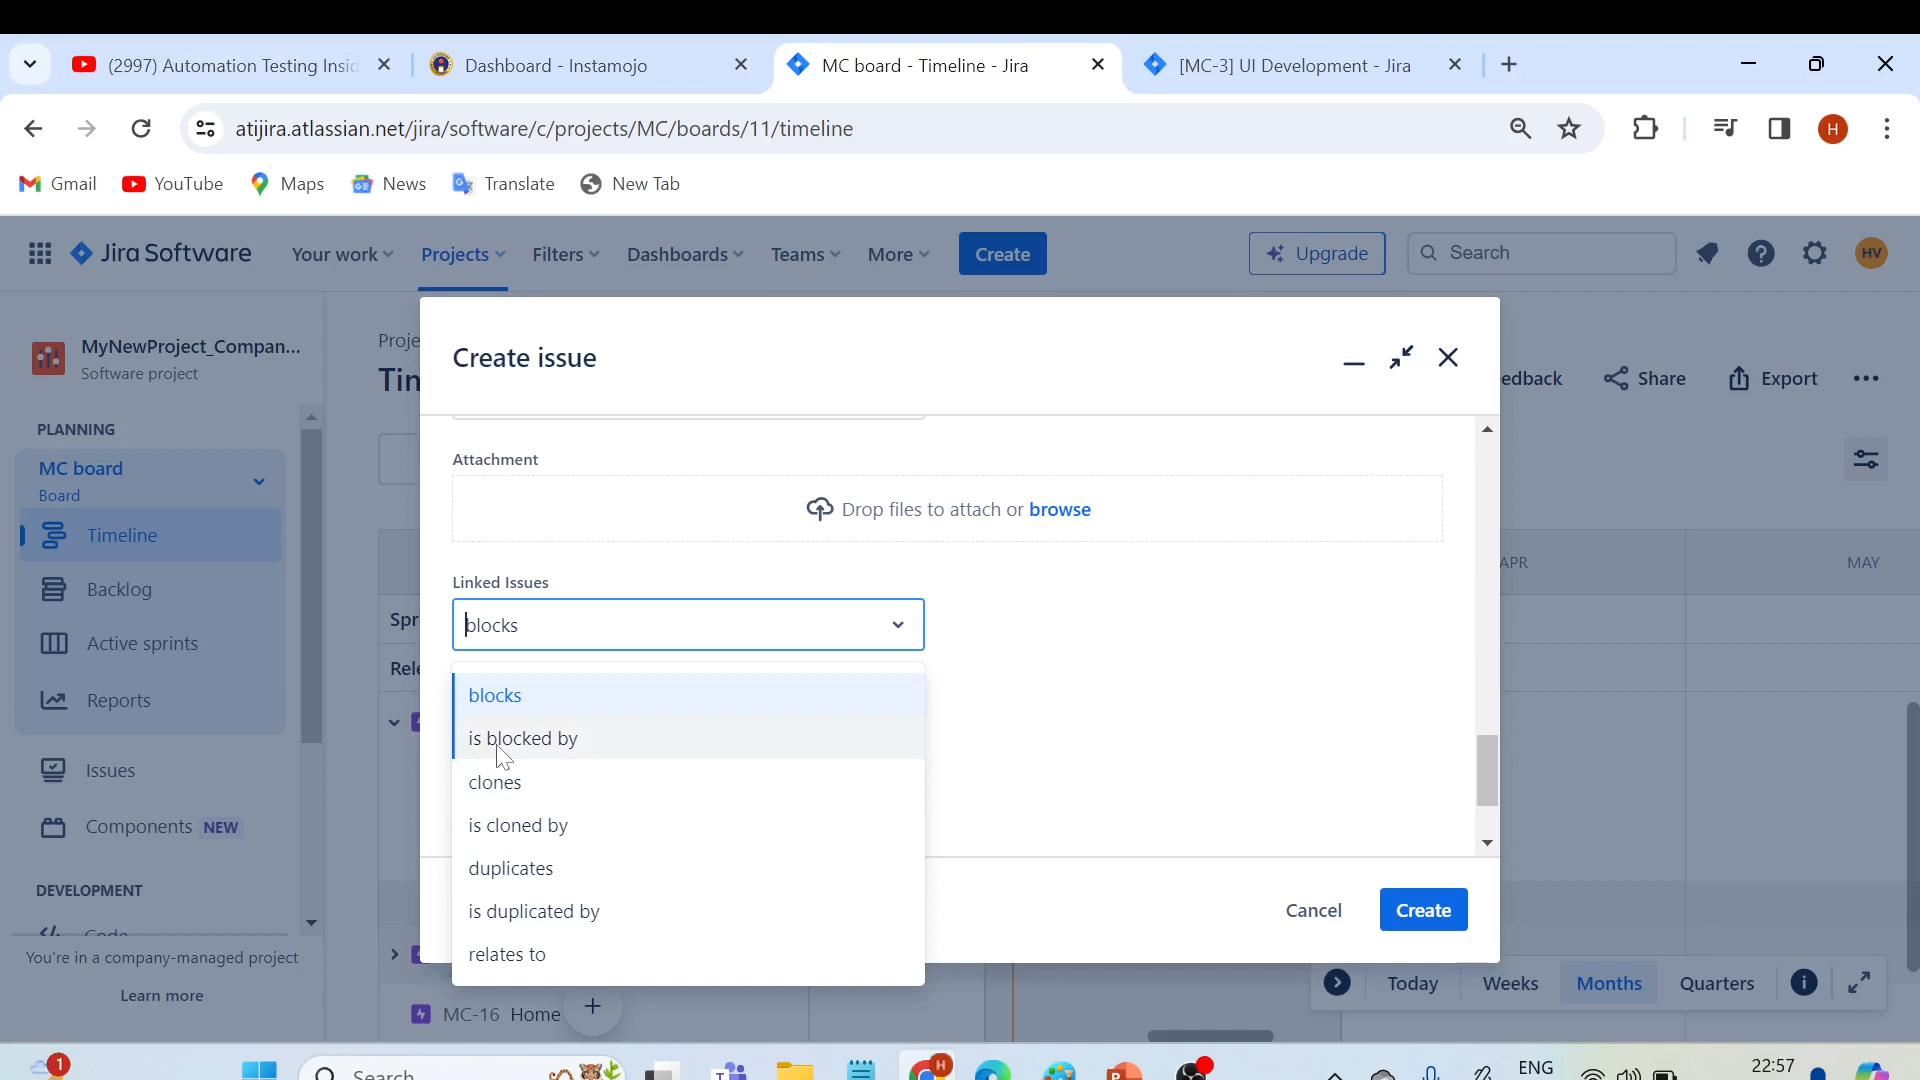 (2997) Automation Testing Insid
Dashboard - Instamojo
MC board - Timeline - Jira
[MC-3] UI Development - Jira
atijira.atlassian.net/jira/software/c/projects/MC/boards/11/timeline
H
Gmail
YouTube
Maps
News
Translate
New Tab
Jira Software
Your work
Projects
Filters
Dashboards
Teams
More
Create
Upgrade
Search
HV
MyNewProject_Compan...
Software project
PLANNING
MC board
Board
Timeline
Backlog
Active sprints
Reports
Issues
Components NEW
DEVELOPMENT
Code
You're in a company-managed project
Learn more
Proje
Tim
edback
Share
Export
Create issue
Attachment
Drop files to attach or browse
Linked Issues
blocks
blocks
is blocked by
clones
is cloned by
duplicates
is duplicated by
relates to
Cancel
Create
APR
MAY
Spr
Rele
MC-16 Home
Today
Weeks
Months
Quarters
1
Search
H
ENG
22:57